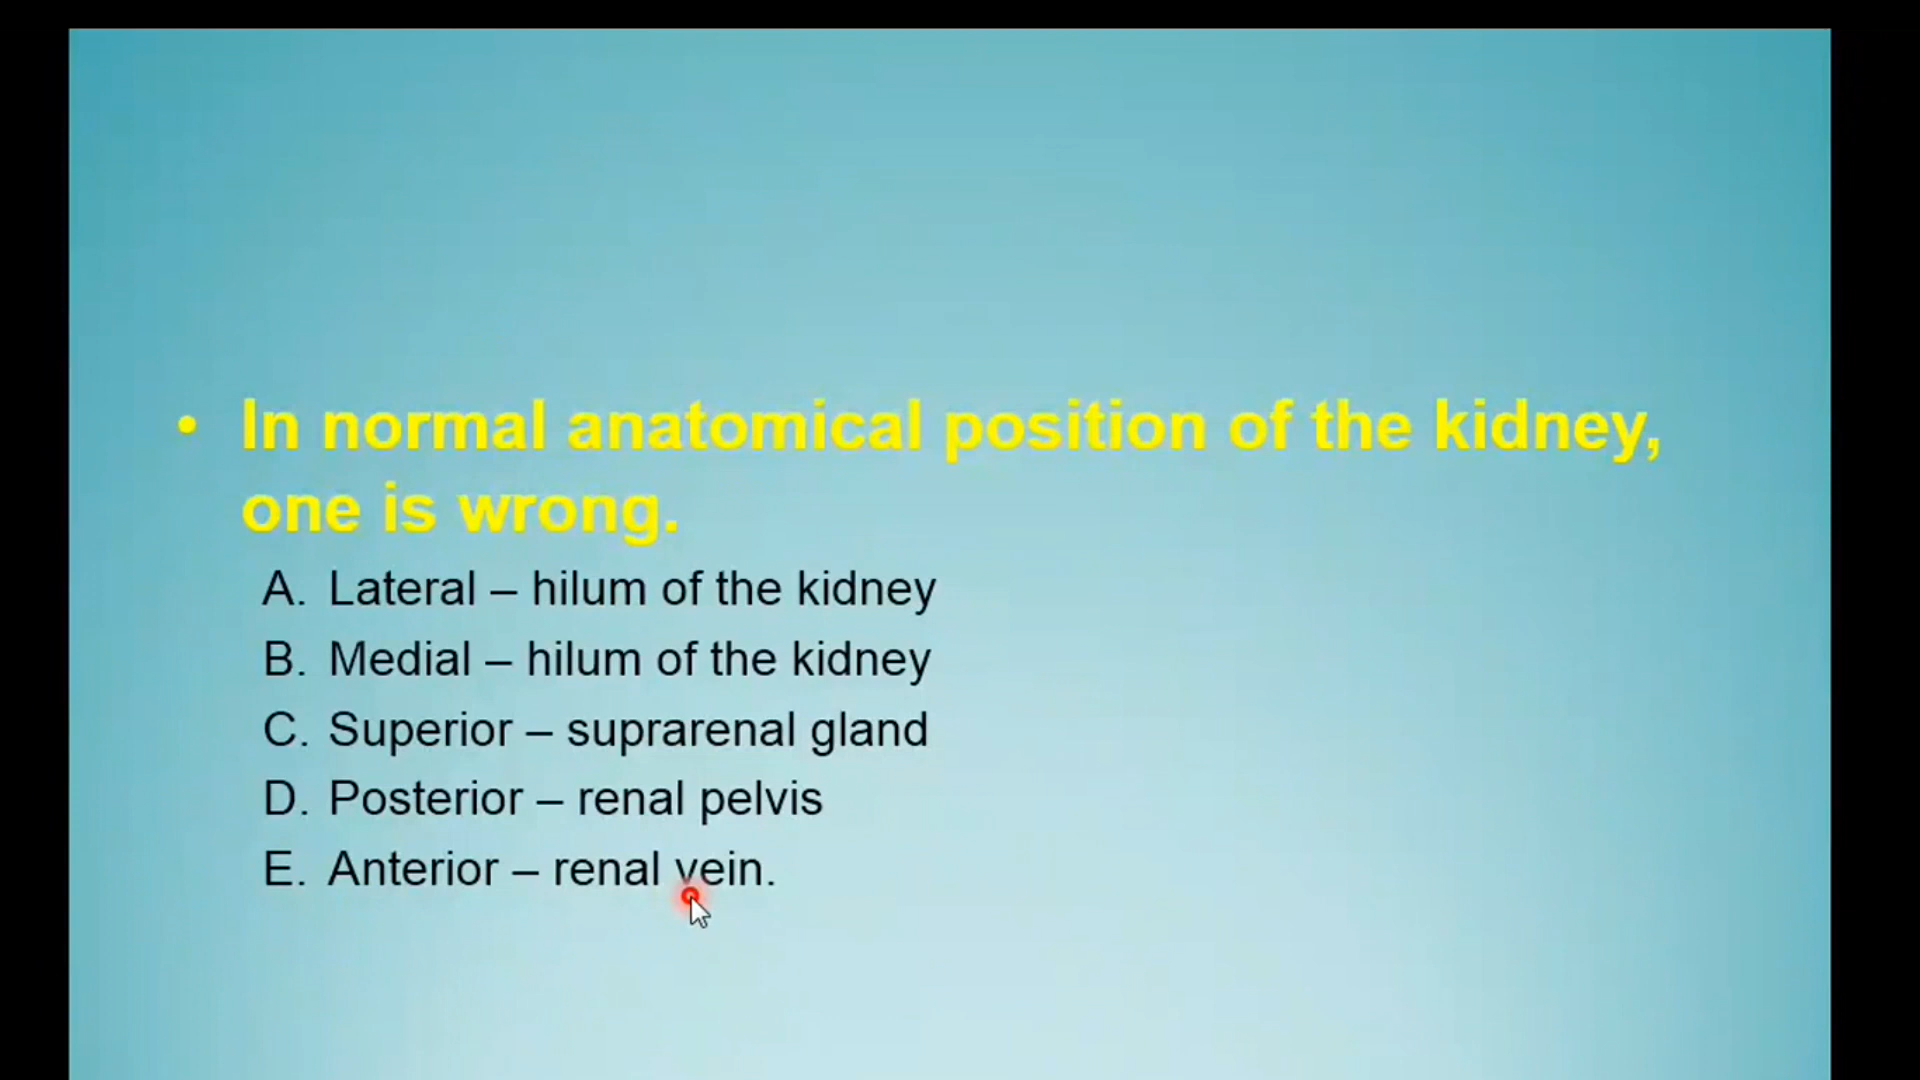 • In normal anatomical position of the kidney,
one is wrong.
A. Lateral – hilum of the kidney
B. Medial – hilum of the kidney
C. Superior – suprarenal gland
D. Posterior – renal pelvis
E. Anterior – renal vein.